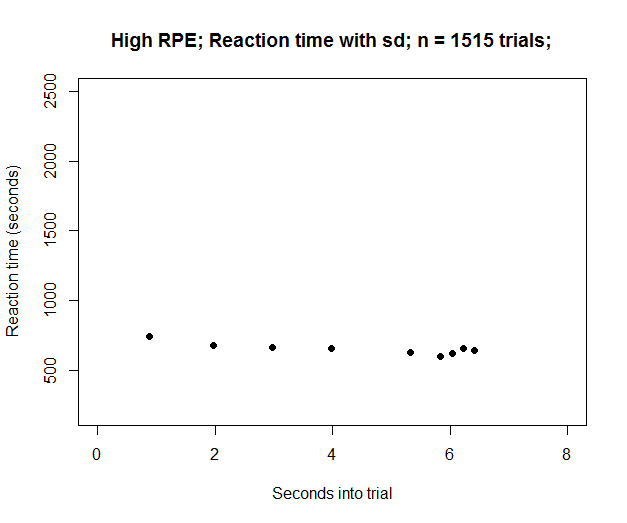 High RPE; Reaction time with sd; n = 1515 trials;
Reaction time (seconds)
2500
2000
1500
1000
500
0 2 4 6 8
Seconds into trial